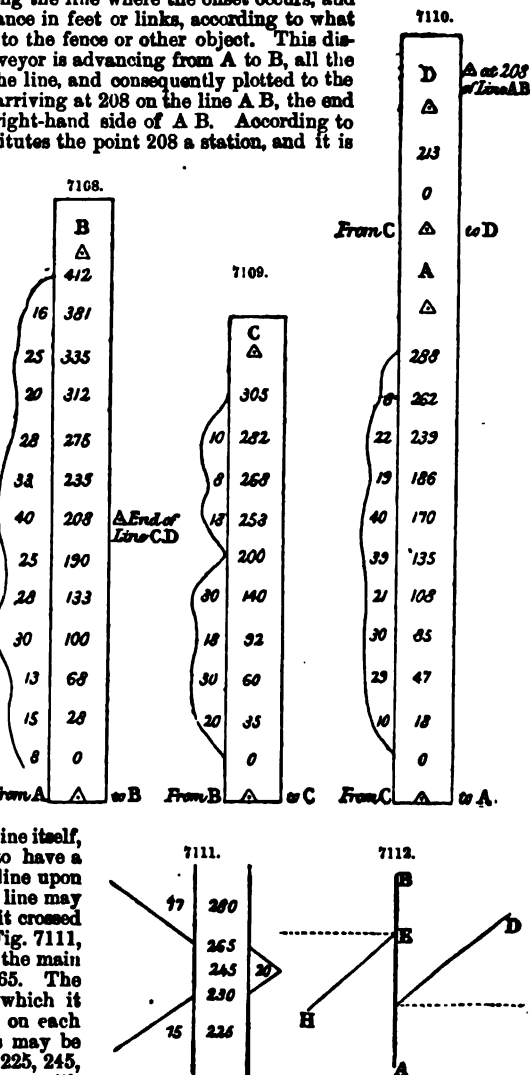 ng the line where the offset occurs, and
ance in feet or links, according to what
to the fence or other object. This dis-
veyor is advancing from A to B, all the
he line, and consequently plotted to the
arriving at 208 on the line A B, the end
right-hand side of A B. According to
titutes the point 208 a station, and it is
7108.
B
412
16 381
25 335
20 312
28 275
33 235
40 208 End of
Line C.D
25 190
28 133
30 100
13 68
15 28
8 0
From A to B
7109.
C
305
10 282
8 268
18 253
200
30 140
18 92
30 60
20 35
0
From B to C
7110.
D at 208
of Line AB
213
0
From C to D
A
288
8 262
22 239
19 186
40 170
39 135
21 108
30 85
29 47
10 18
0
From C to A.
ine itself,
to have a
line upon
line may
it crossed
Fig. 7111,
the main
65. The
which it
on each
s may be
225, 245,
7111.
17 280
265
245 20
230
15 225
7112.
B
D
E
H
A